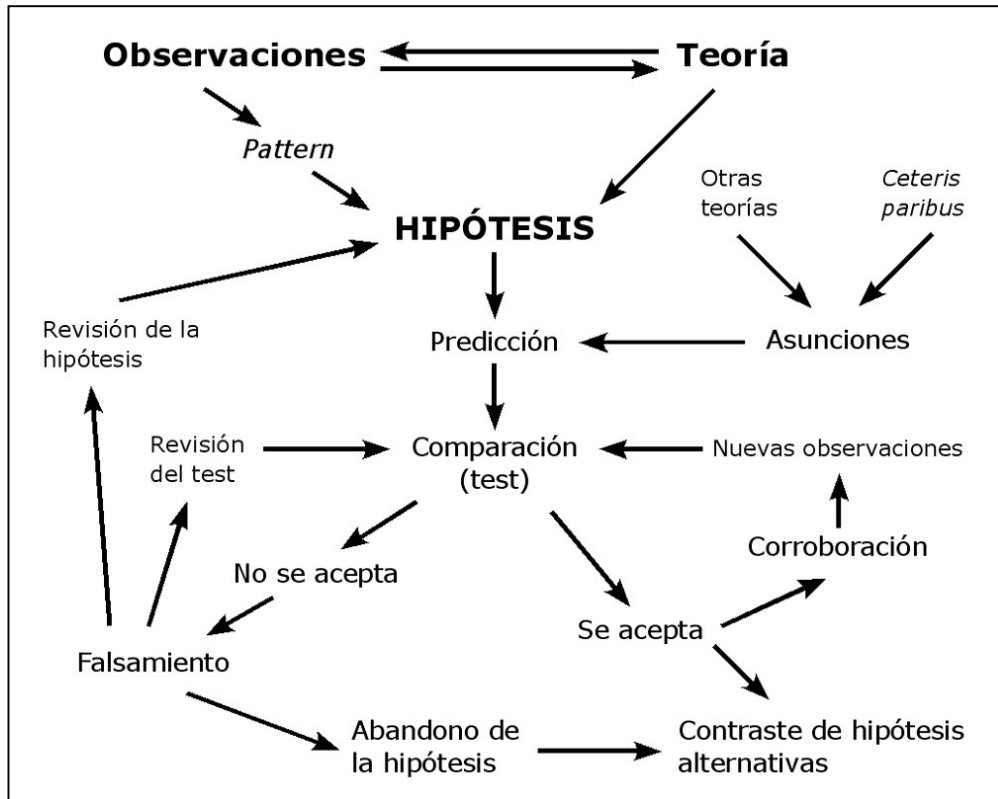 Observaciones
Teoría
Pattern
Otras
teorías
Ceteris
paribus
HIPÓTESIS
Revisión de la
hipótesis
Predicción
Asunciones
Revisión
del test
Comparación
(test)
Nuevas observaciones
No se acepta
Corroboración
Se acepta
Falsamiento
Abandono de
la hipótesis
Contraste de hipótesis
alternativas